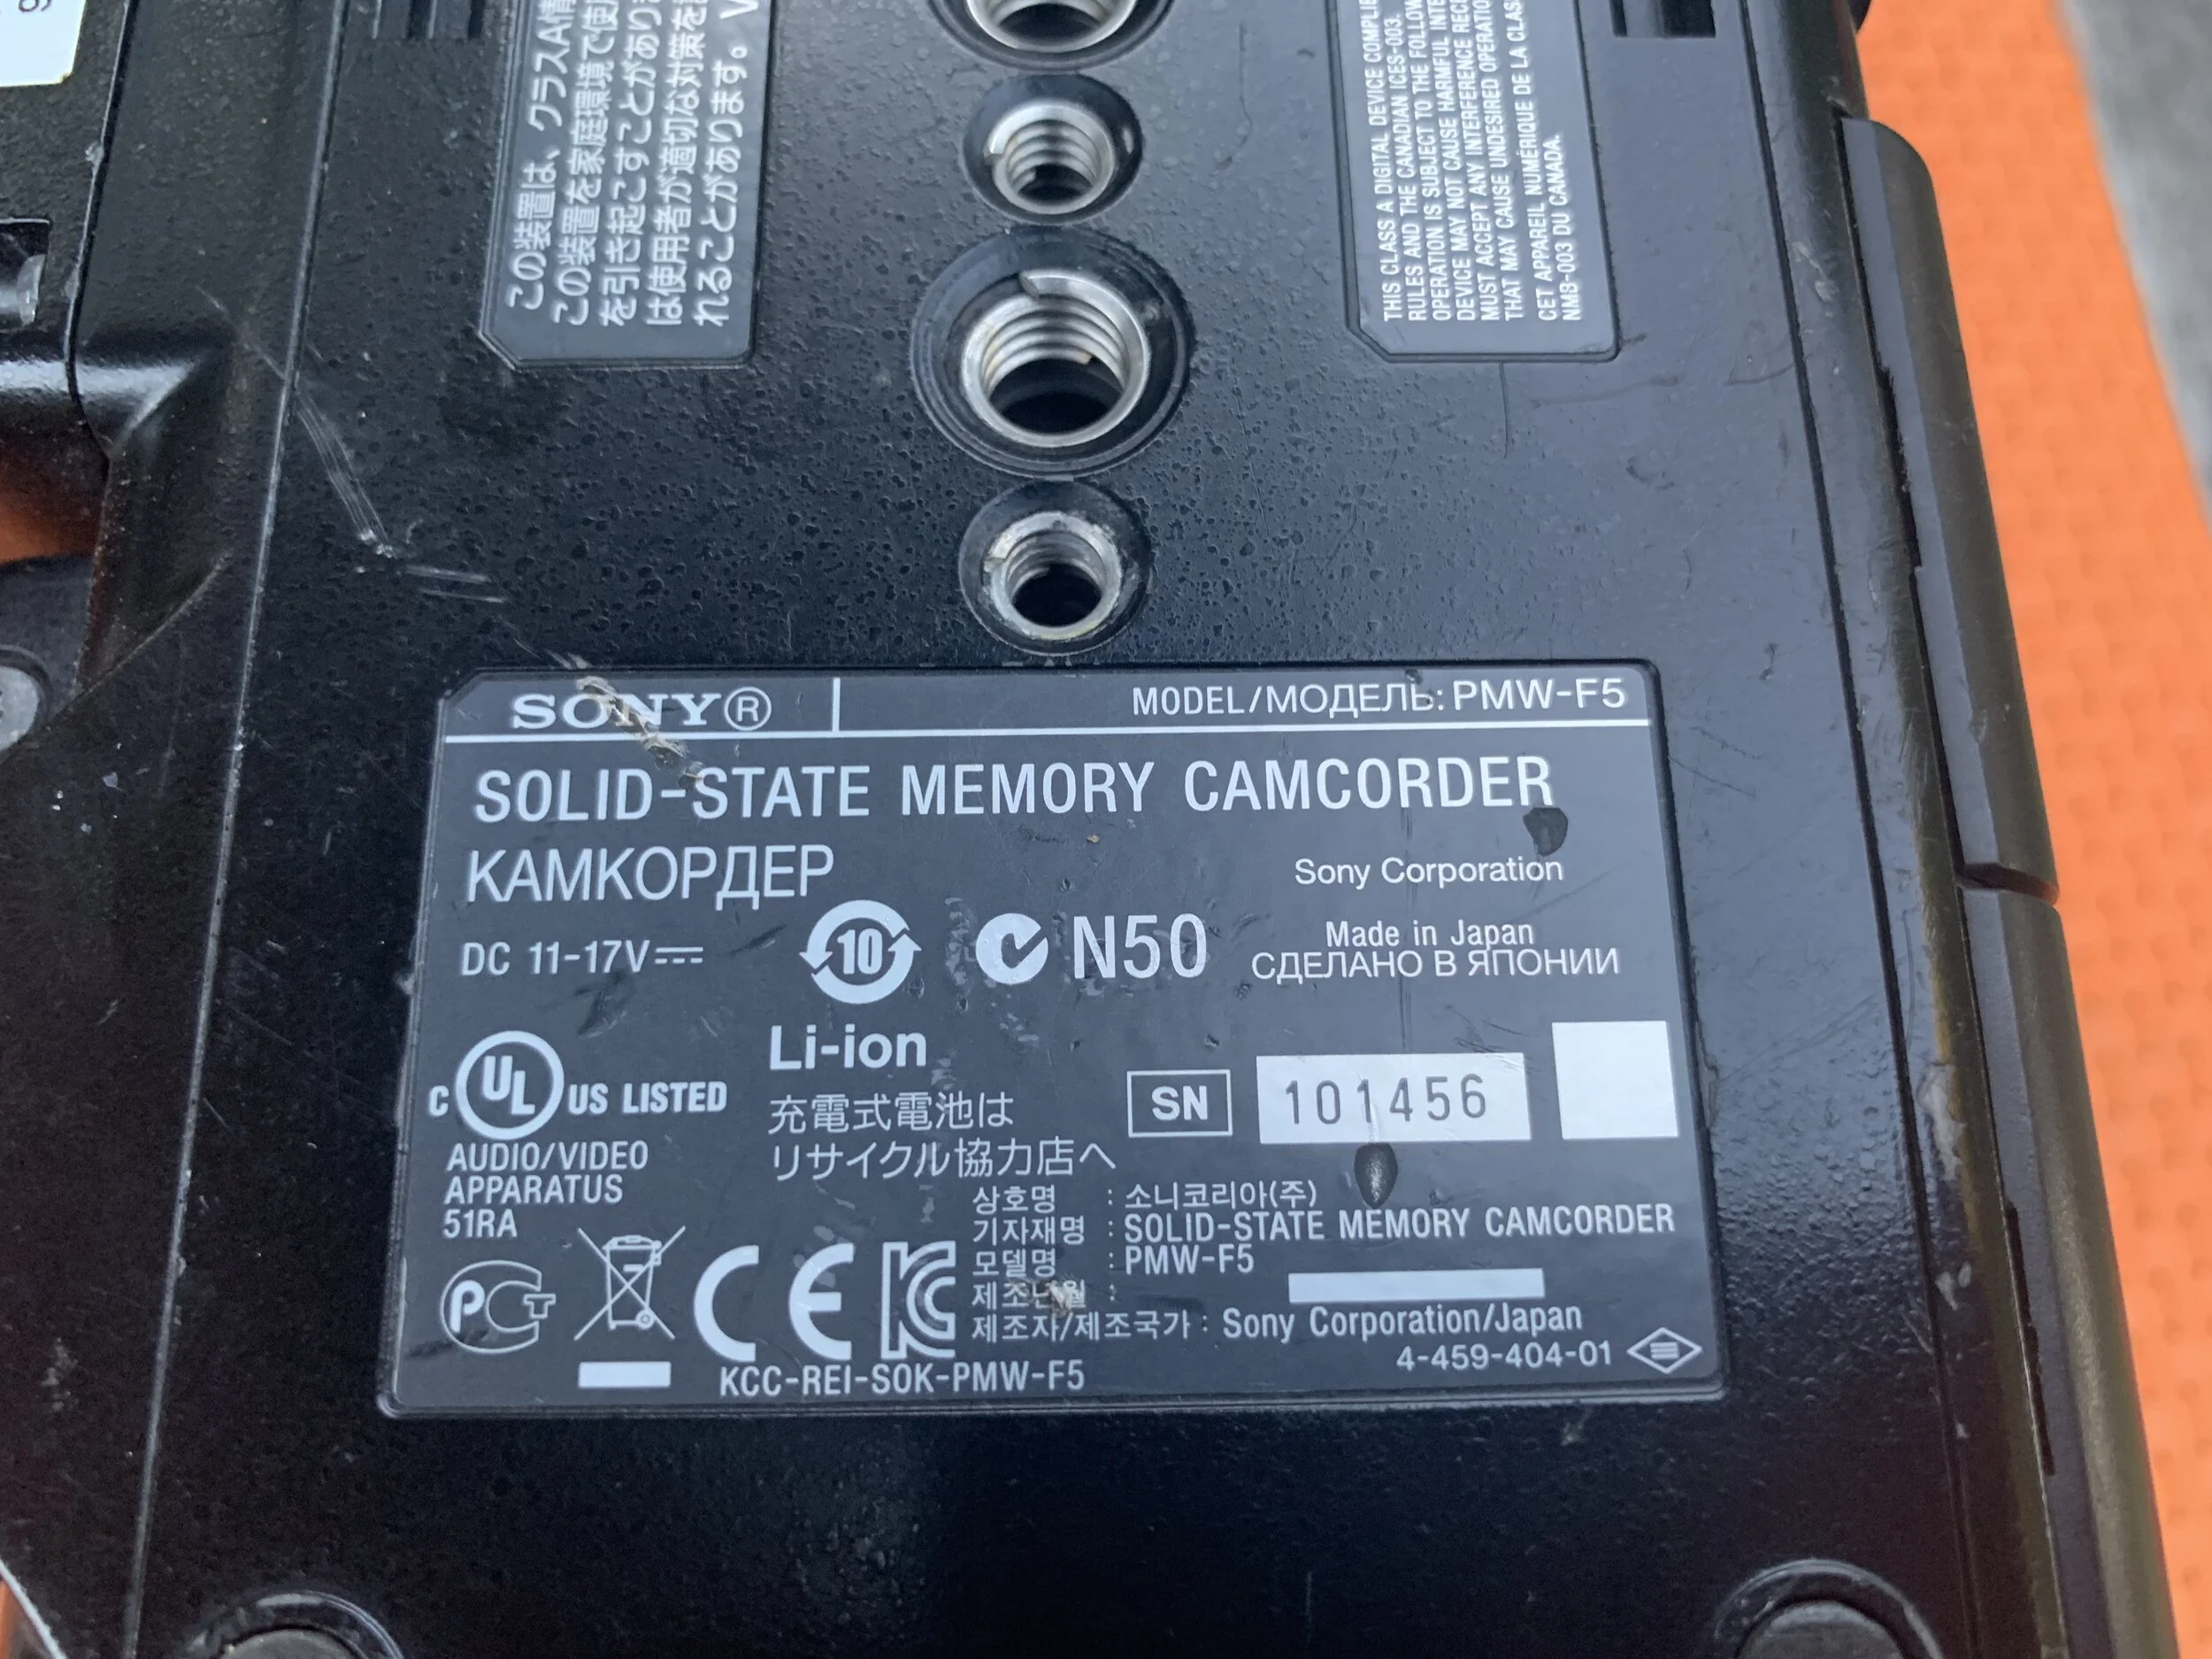 この装置は、クラスA情
この装置を家庭環境で使
を引き起こすことがあり
は使用者が適切な対策を
れることがあります。 V
THIS CLASS A DIGITAL DEVICE COMPLIE
RULES AND THE CANADIAN ICES-003.
OPERATION IS SUBJECT TO THE FOLLOW
DEVICE MAY NOT CAUSE HARMFUL INTE
MUST ACCEPT ANY INTERFERENCE RECE
THAT MAY CAUSE UNDESIRED OPERATIO
CET APPAREIL NUMÉRIQUE DE LA CLAS
NMB-003 DU CANADA.
SONY® MODEL/МОДЕЛЬ: PMW-F5
SOLID-STATE MEMORY CAMCORDER
КАМКОРДЕР
Sony Corporation
DC 11-17V
10
N50
Made in Japan
СДЕЛАНО В ЯПОНИИ
Li-ion
充電式電池は
リサイクル協力店へ
C UL US LISTED
AUDIO/VIDEO
APPARATUS
51RA
SN 101456
상호명 : 소니코리아(주)
기자재명 : SOLID-STATE MEMORY CAMCORDER
모델명 : PMW-F5
제조년월 :
제조자/제조국가 : Sony Corporation/Japan
4-459-404-01
PCT CE KC
KCC-REI-SOK-PMW-F5